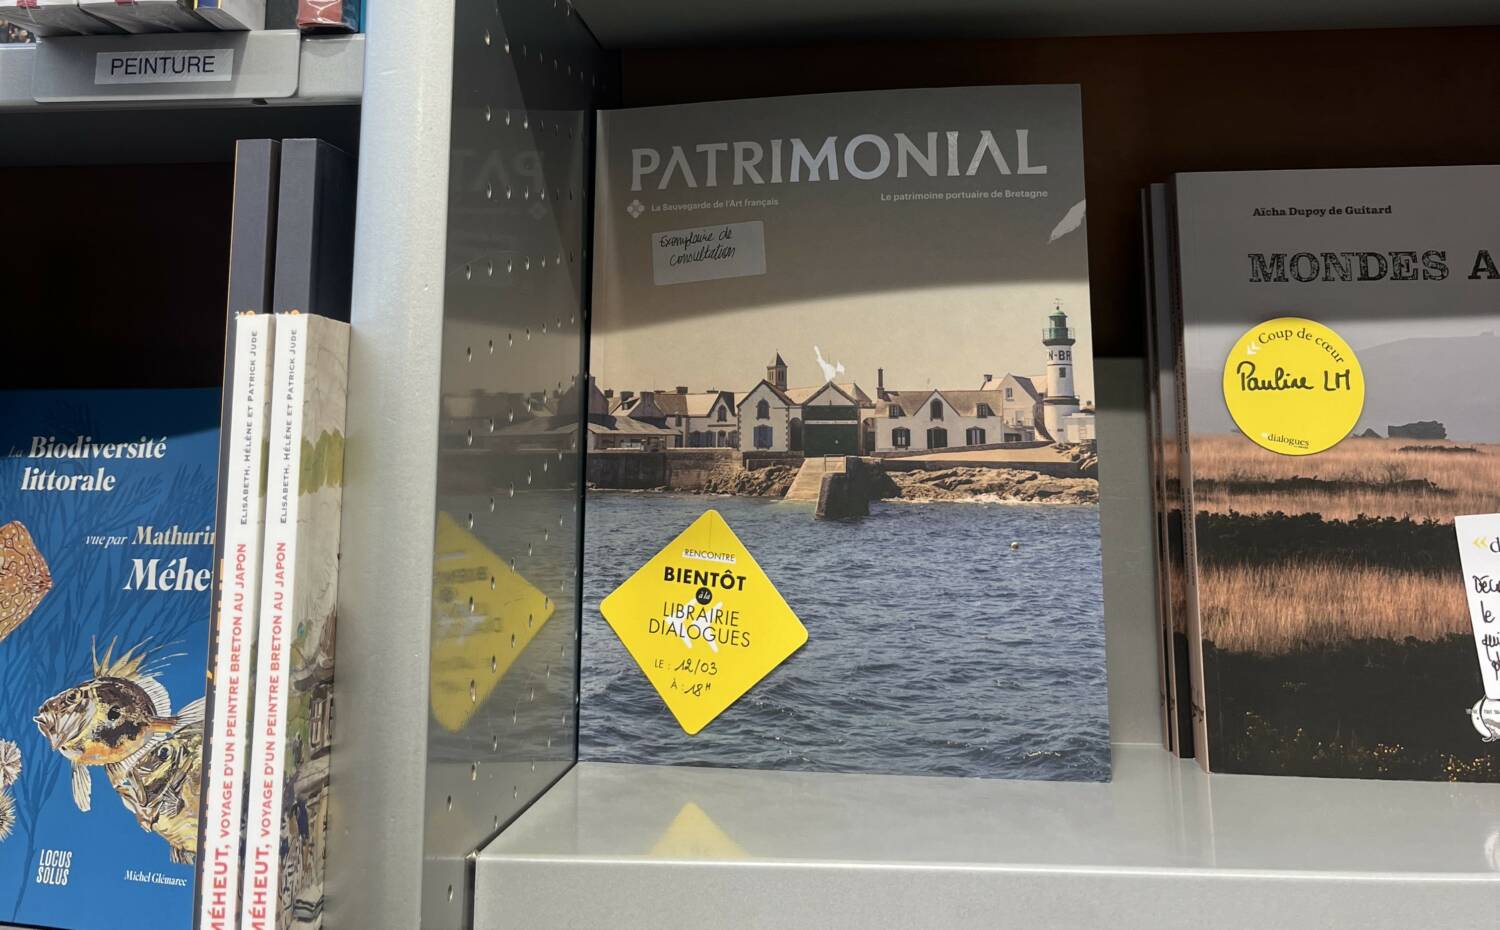 PEINTURE
La Biodiversité
littorale
vue par Mathurin
Méheut
LOCUS
SOLUS
Michel Glémarec
MÉHEUT, VOYAGE D'UN PEINTRE BRETON AU JAPON ELISABETH, HÉLÈNE ET PATRICK JUDE
MÉHEUT, VOYAGE D'UN PEINTRE BRETON AU JAPON ELISABETH, HÉLÈNE ET PATRICK JUDE
PATRIMONIAL
La Sauvegarde de l'Art français
Le patrimoine portuaire de Bretagne
Exemplaire de
consultation
N-BR
RENCONTRE
BIENTÔT
à la
LIBRAIRIE
DIALOGUES
LE : 12/03
À : 18H
Aïcha Dupoy de Guitard
MONDES A
Coup de cœur
Pauline LM
dialogues
«d
le